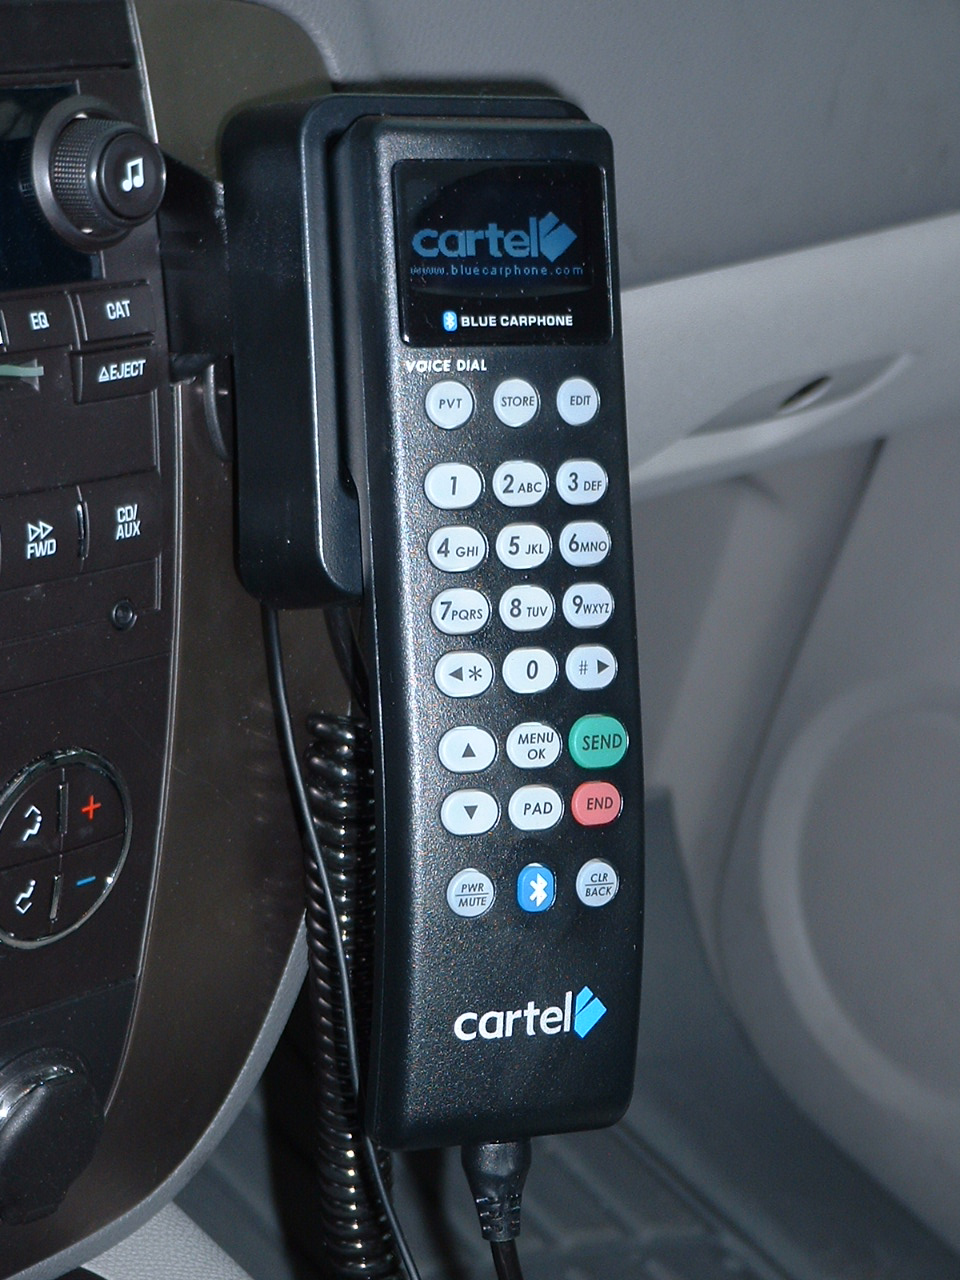 cartel
www.bluecarphone.com
BLUE CARPHONE
VOICE DIAL
PVT STORE EDIT
1 2 ABC 3 DEF
4 GHI 5 JKL 6 MNO
7 PQRS 8 TUV 9 WXYZ
◀* 0 # ▶
▲ MENU OK SEND
▼ PAD END
PWR MUTE
CLR BACK
cartel
EQ CAT
≜EJECT
FWD
CD/
AUX